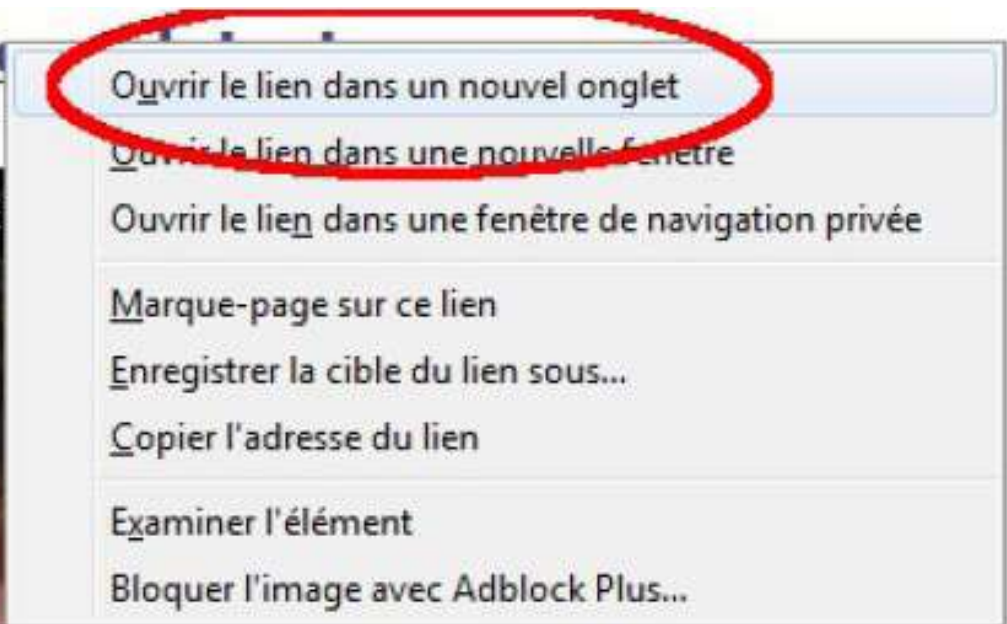 Ouvrir le lien dans un nouvel onglet
Ouvrir le lien dans une nouvelle fenêtre
Ouvrir le lien dans une fenêtre de navigation privée
Marque-page sur ce lien
Enregistrer la cible du lien sous...
Copier l'adresse du lien
Examiner l'élément
Bloquer l'image avec Adblock Plus...